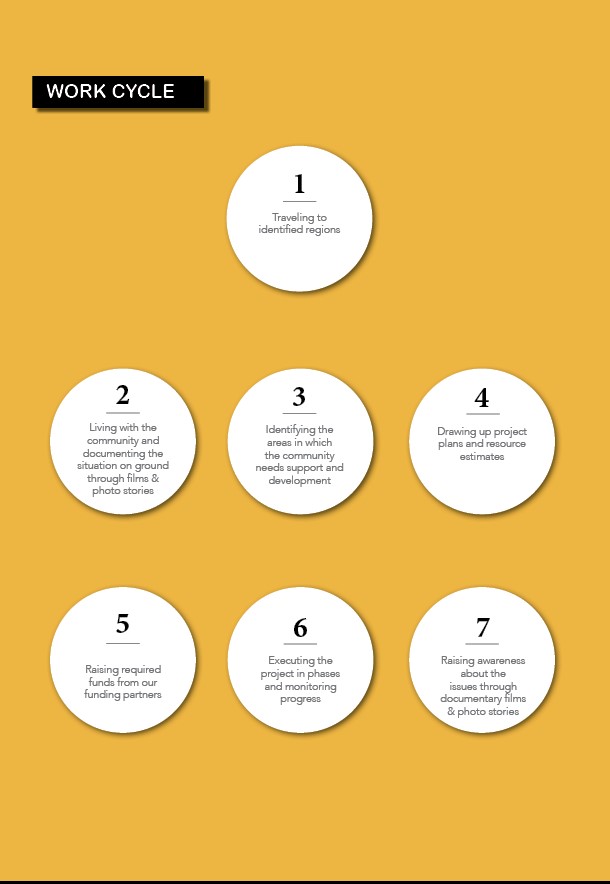 WORK CYCLE
1
Traveling to
identified regions
2
Living with the
community and
documenting the
situation on ground
through films &
photo stories
3
Identifying the
areas in which
the community
needs support and
development
4
Drawing up project
plans and resource
estimates
5
Raising required
funds from our
funding partners
6
Executing the
project in phases
and monitoring
progress
7
Raising awareness
about the
issues through
documentary films
& photo stories